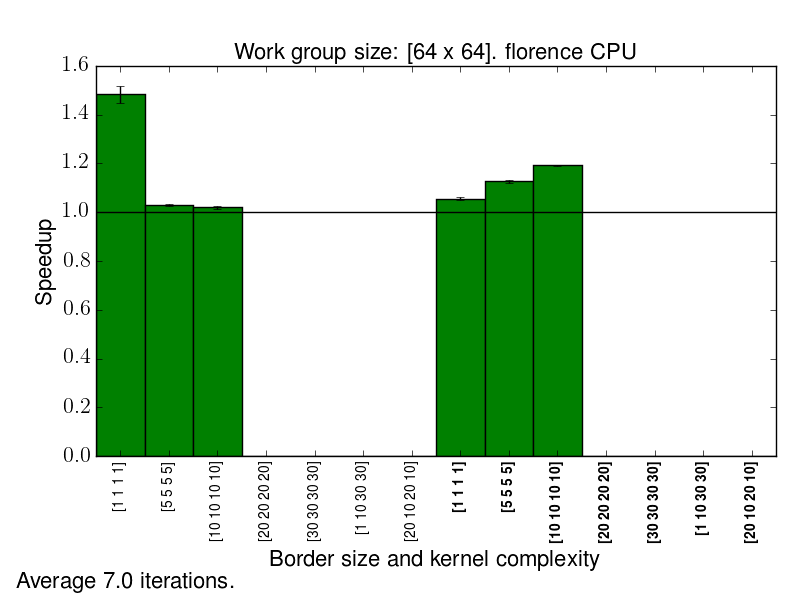 Work group size: [64 x 64]. florence CPU
Speedup
1.6
1.4
1.2
1.0
0.8
0.6
0.4
0.2
0.0
[1 1 1 1]
[5 5 5 5]
[10 10 10 10]
[20 20 20 20]
[30 30 30 30]
[1 10 30 30]
[20 10 20 10]
[1 1 1 1]
[5 5 5 5]
[10 10 10 10]
[20 20 20 20]
[30 30 30 30]
[1 10 30 30]
[20 10 20 10]
Border size and kernel complexity
Average 7.0 iterations.